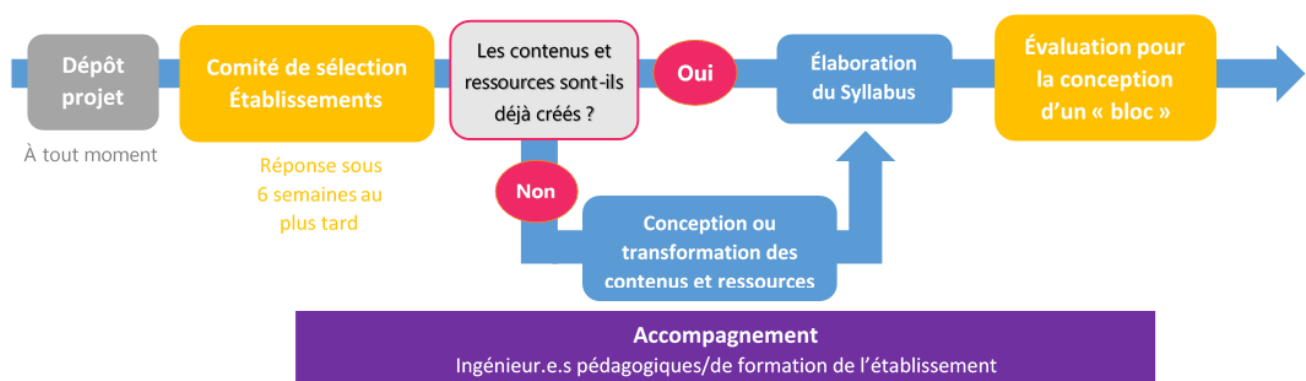 Dépôt
projet
À tout moment
Comité de sélection
Établissements
Réponse sous
6 semaines au
plus tard
Les contenus et
ressources sont-ils
déjà créés ?
Oui
Non
Conception ou
transformation des
contenus et ressources
Élaboration
du Syllabus
Évaluation pour
la conception
d’un « bloc »
Accompagnement
Ingénieur.e.s pédagogiques/de formation de l’établissement